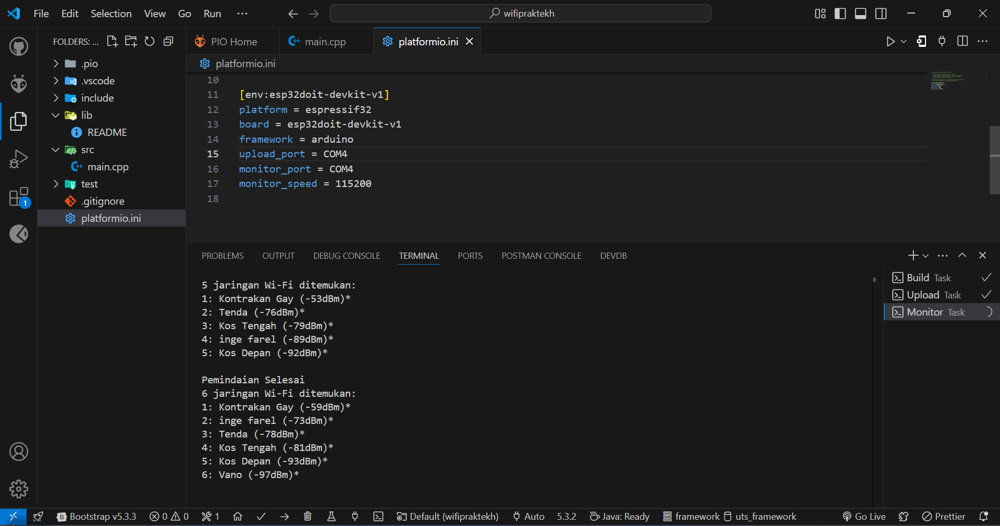 File Edit Selection View Go Run ··· wifipraktekh
FOLDERS: ...
.pio
.vscode
include
lib
README
src
main.cpp
test
.gitignore
platformio.ini
1
PIO Home main.cpp platformio.ini
platformio.ini
10
11 [env:esp32doit-devkit-v1]
12 platform = espressif32
13 board = esp32doit-devkit-v1
14 framework = arduino
15 upload_port = COM4
16 monitor_port = COM4
17 monitor_speed = 115200
18
PROBLEMS OUTPUT DEBUG CONSOLE TERMINAL PORTS POSTMAN CONSOLE DEVDB
5 jaringan Wi-Fi ditemukan:
1: Kontrakan Gay (-53dBm)*
2: Tenda (-76dBm)*
3: Kos Tengah (-79dBm)*
4: inge farel (-89dBm)*
5: Kos Depan (-92dBm)*
Pemindaian Selesai
6 jaringan Wi-Fi ditemukan:
1: Kontrakan Gay (-59dBm)*
2: inge farel (-73dBm)*
3: Tenda (-78dBm)*
4: Kos Tengah (-81dBm)*
5: Kos Depan (-93dBm)*
6: Vano (-97dBm)*
Build Task
Upload Task
Monitor Task
Bootstrap v5.3.3 0 0 1 Default (wifipraktekh) Auto 5.3.2 Java: Ready framework uts_framework Go Live Prettier